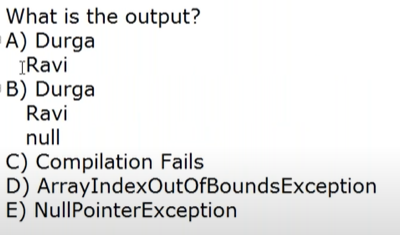 What is the output?
A) Durga
Ravi
B) Durga
Ravi
null
C) Compilation Fails
D) ArrayIndexOutOfBoundsException
E) NullPointerException